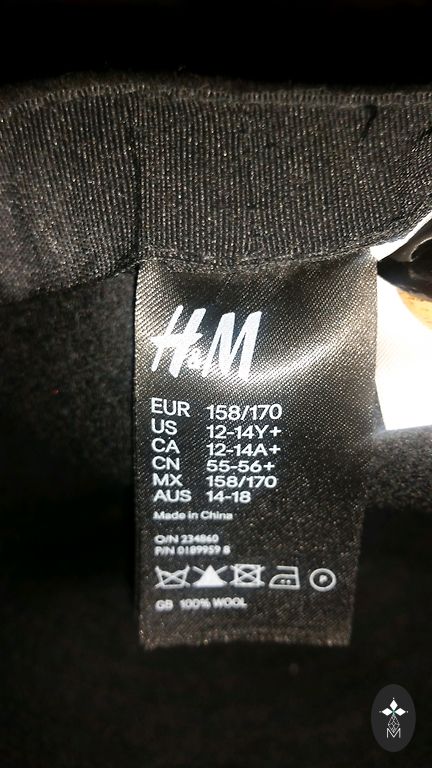 H&M
EUR 158/170
US 12-14Y+
CA 12-14A+
CN 55-56+
MX 158/170
AUS 14-18
Made in China
O/N 234860
P/N 0189959 8
GB 100% WOOL
M